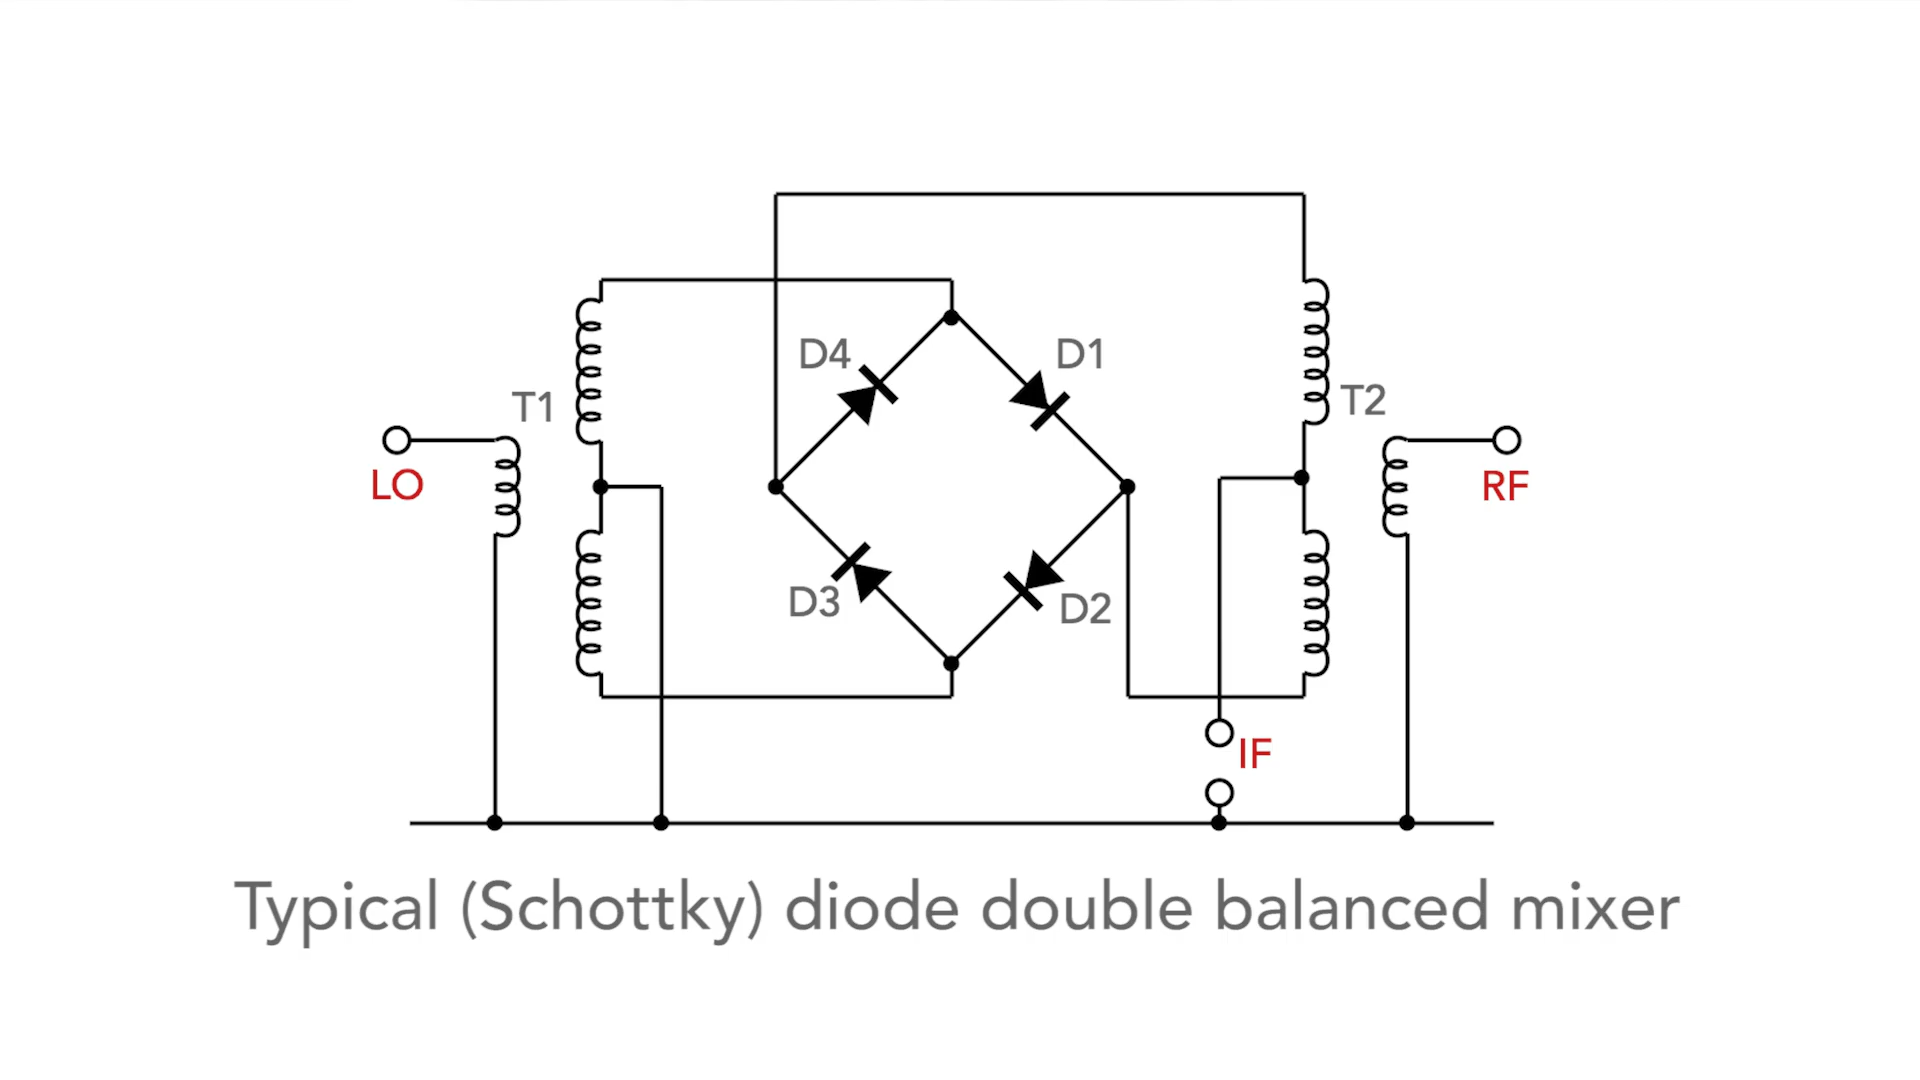 D4
D1
T1
T2
LO
RF
D3
D2
IF
Typical (Schottky) diode double balanced mixer